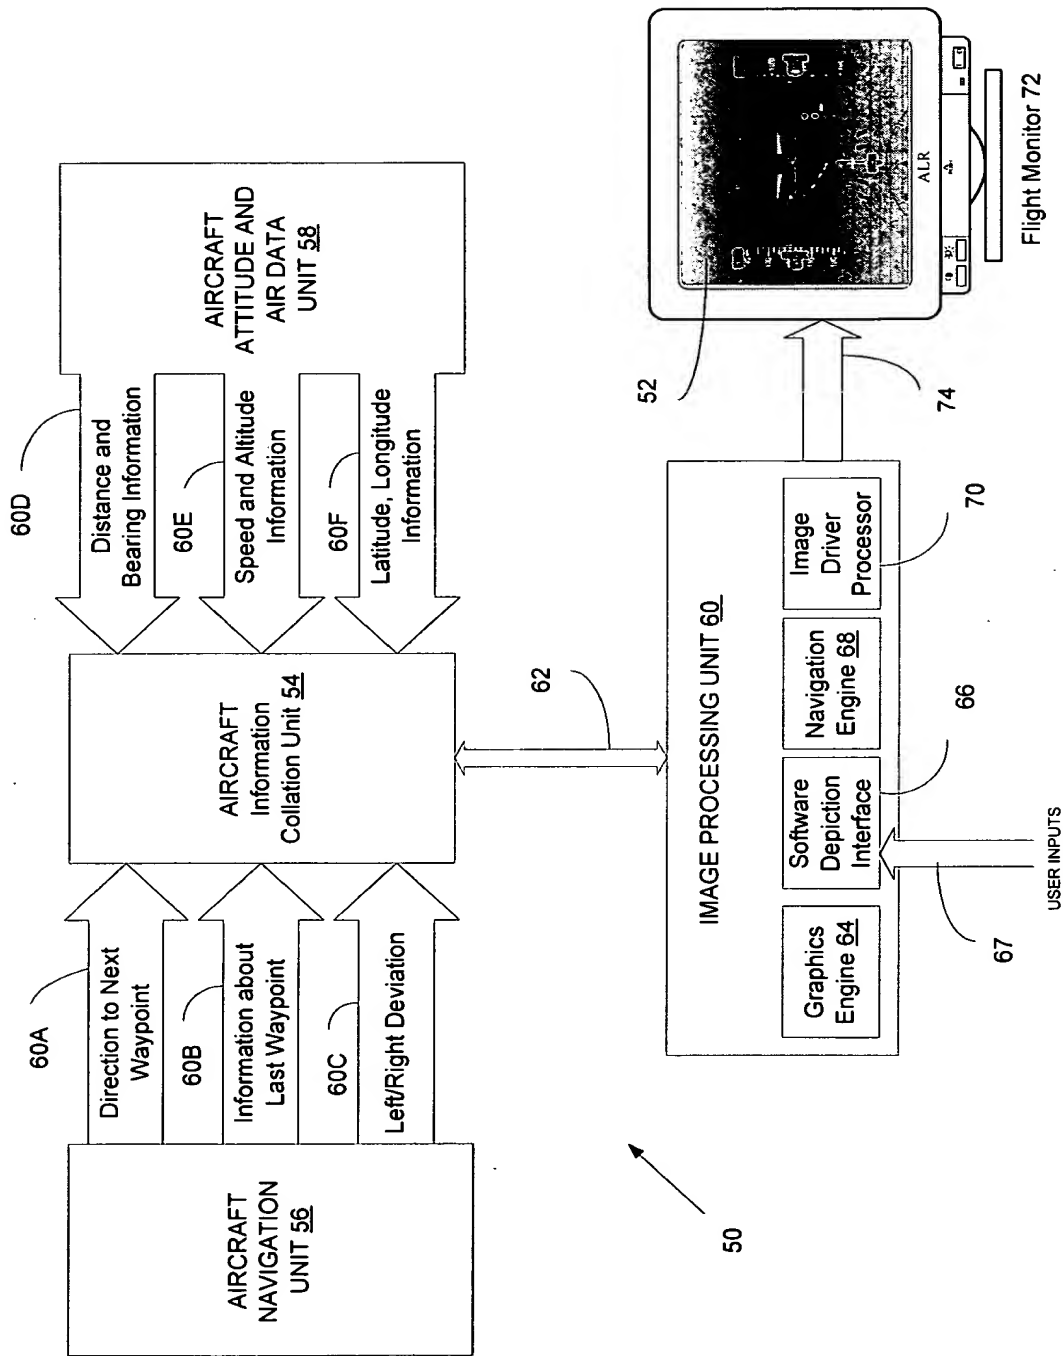 AIRCRAFT
NAVIGATION
UNIT 56
60A
Direction to Next
Waypoint
60B
Information about
Last Waypoint
60C
Left/Right Deviation
AIRCRAFT
Information
Collation Unit 54
60D
Distance and
Bearing Information
60E
Speed and Altitude
Information
60F
Latitude, Longitude
Information
AIRCRAFT
ATTITUDE AND
AIR DATA
UNIT 58
62
50
IMAGE PROCESSING UNIT 60
Graphics
Engine 64
Software
Depiction
Interface
Navigation
Engine 68
Image
Driver
Processor
66
70
67
USER INPUTS
74
52
ALR
Flight Monitor 72